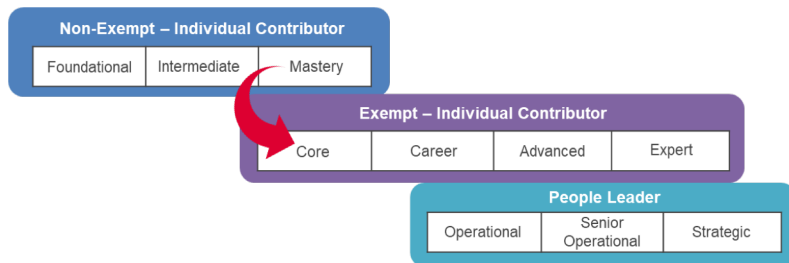 Non-Exempt – Individual Contributor
Foundational
Intermediate
Mastery
Exempt – Individual Contributor
Core
Career
Advanced
Expert
People Leader
Operational
Senior
Operational
Strategic